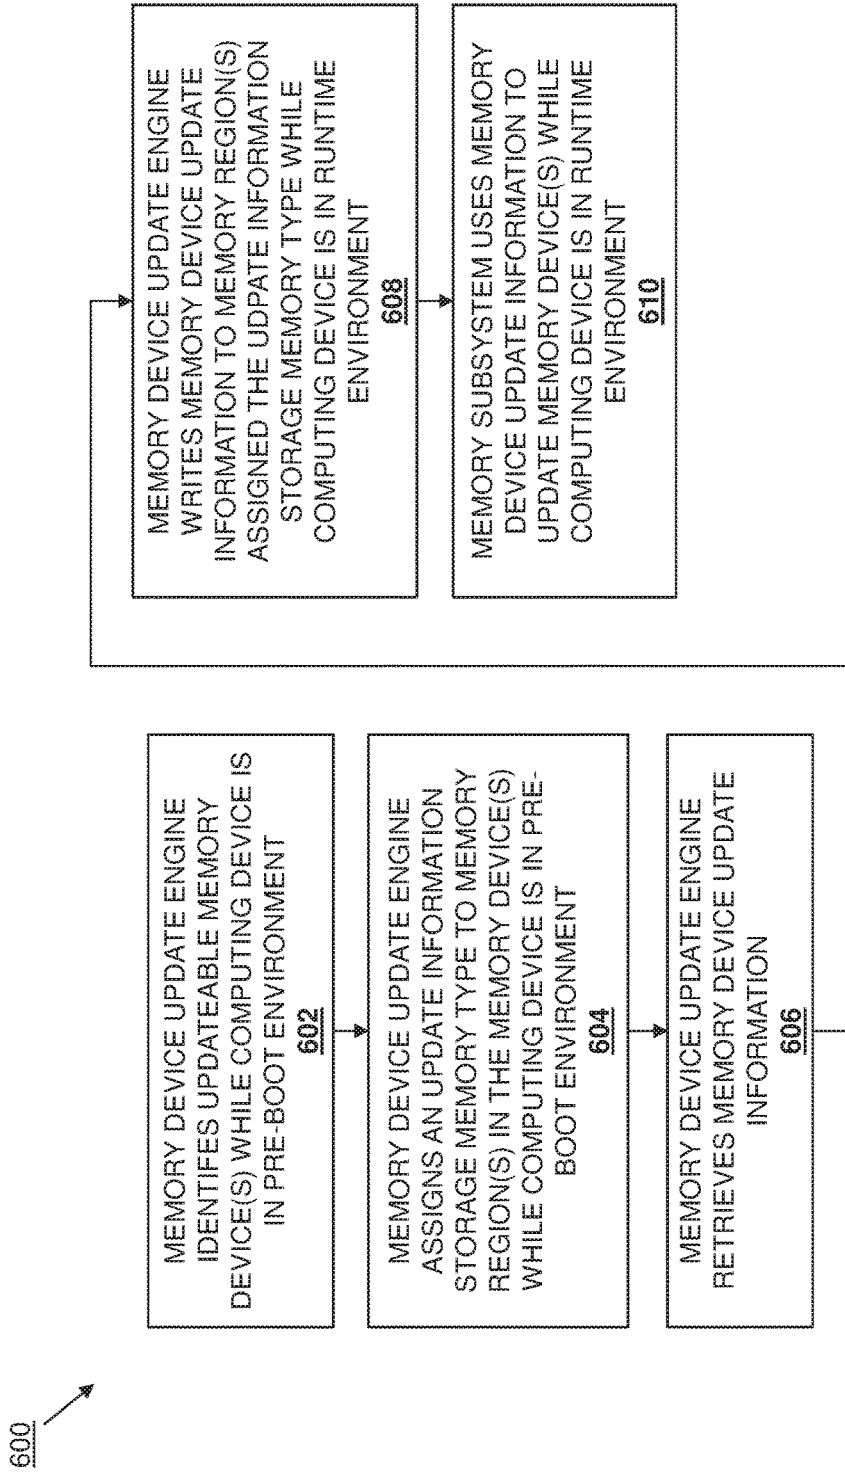 600
MEMORY DEVICE UPDATE ENGINE
IDENTIFES UPDATEABLE MEMORY
DEVICE(S) WHILE COMPUTING DEVICE IS
IN PRE-BOOT ENVIRONMENT
602
MEMORY DEVICE UPDATE ENGINE
ASSIGNS AN UPDATE INFORMATION
STORAGE MEMORY TYPE TO MEMORY
REGION(S) IN THE MEMORY DEVICE(S)
WHILE COMPUTING DEVICE IS IN PRE-
BOOT ENVIRONMENT
604
MEMORY DEVICE UPDATE ENGINE
RETRIEVES MEMORY DEVICE UPDATE
INFORMATION
606
MEMORY DEVICE UPDATE ENGINE
WRITES MEMORY DEVICE UPDATE
INFORMATION TO MEMORY REGION(S)
ASSIGNED THE UDPATE INFORMATION
STORAGE MEMORY TYPE WHILE
COMPUTING DEVICE IS IN RUNTIME
ENVIRONMENT
608
MEMORY SUBSYSTEM USES MEMORY
DEVICE UPDATE INFORMATION TO
UPDATE MEMORY DEVICE(S) WHILE
COMPUTING DEVICE IS IN RUNTIME
ENVIRONMENT
610